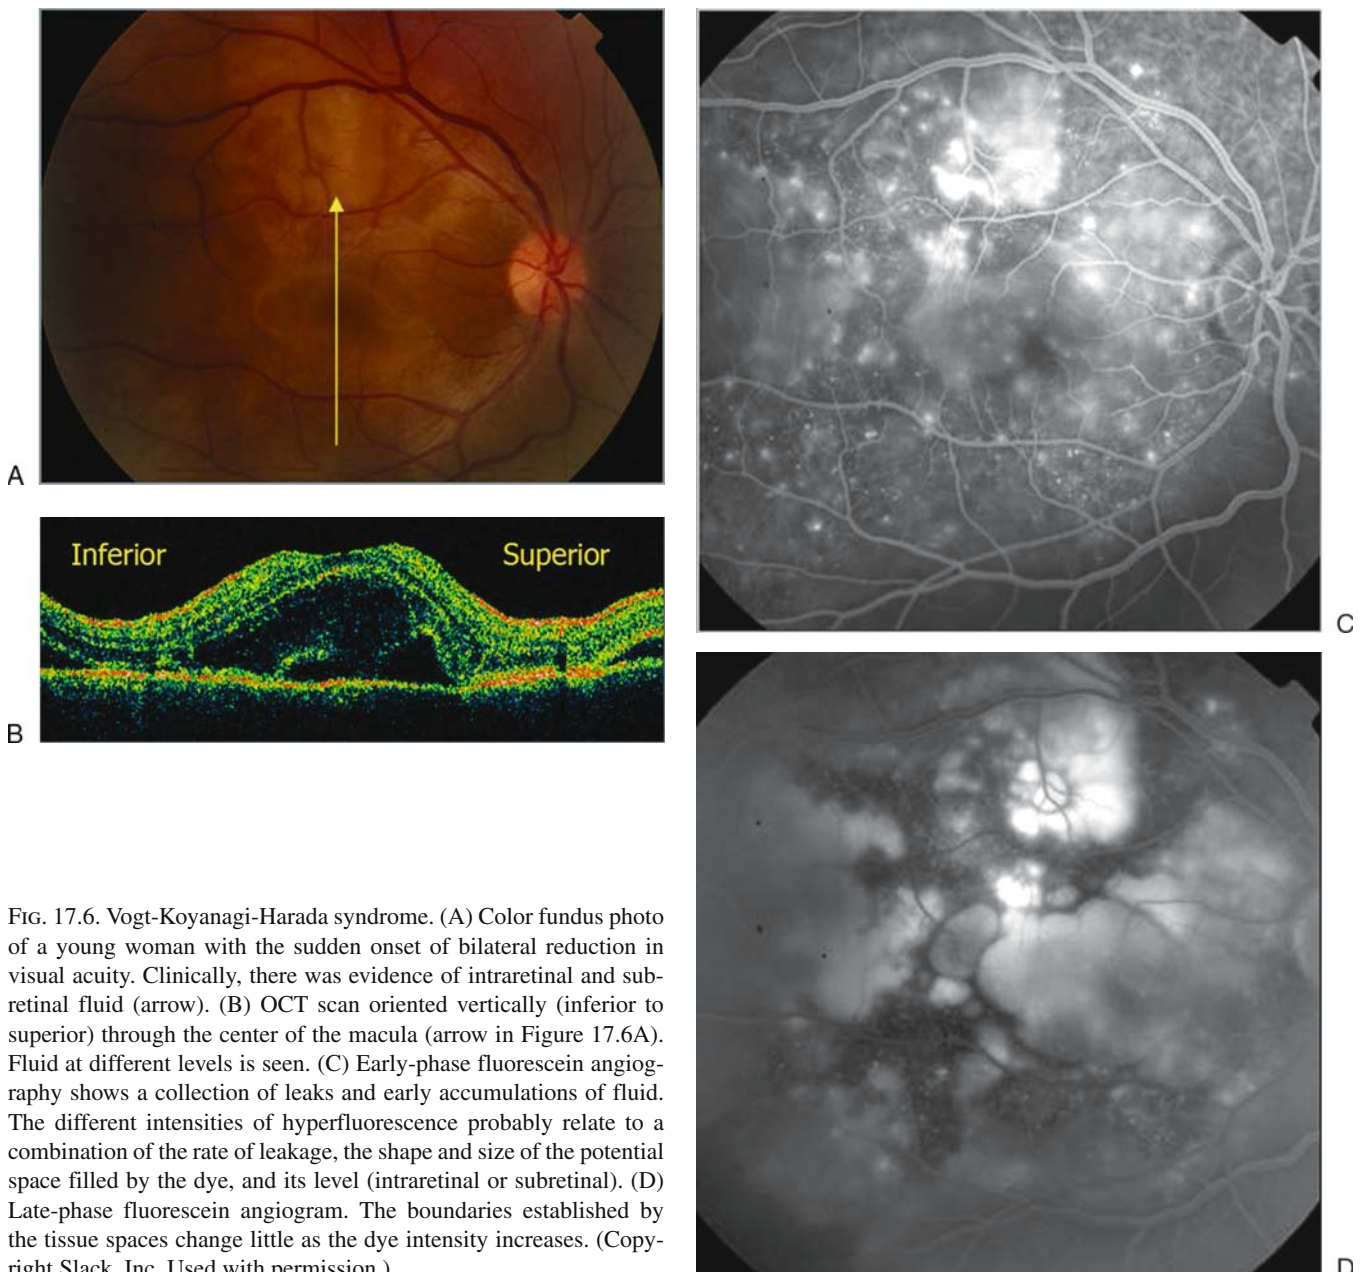 A
Inferior
Superior
B
C
D
FIG. 17.6. Vogt-Koyanagi-Harada syndrome. (A) Color fundus photo
of a young woman with the sudden onset of bilateral reduction in
visual acuity. Clinically, there was evidence of intraretinal and sub-
retinal fluid (arrow). (B) OCT scan oriented vertically (inferior to
superior) through the center of the macula (arrow in Figure 17.6A).
Fluid at different levels is seen. (C) Early-phase fluorescein angiog-
raphy shows a collection of leaks and early accumulations of fluid.
The different intensities of hyperfluorescence probably relate to a
combination of the rate of leakage, the shape and size of the potential
space filled by the dye, and its level (intraretinal or subretinal). (D)
Late-phase fluorescein angiogram. The boundaries established by
the tissue spaces change little as the dye intensity increases. (Copy-
right Slack, Inc. Used with permission.)